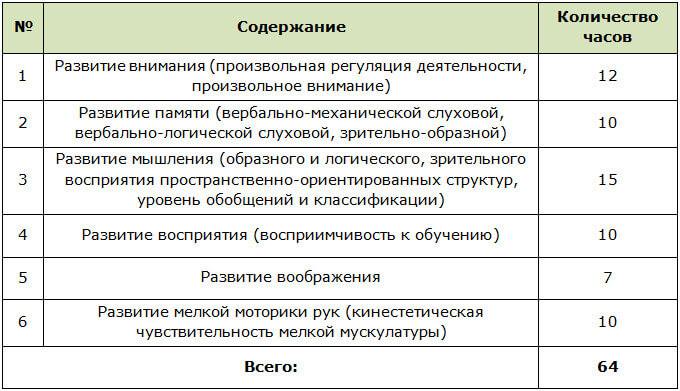 № Содержание Количество
часов
1 Развитие внимания (произвольная регуляция деятельности,
произвольное внимание) 12
2 Развитие памяти (вербально-механической слуховой,
вербально-логической слуховой, зрительно-образной) 10
3 Развитие мышления (образного и логического, зрительного
восприятия пространственно-ориентированных структур,
уровень обобщений и классификации) 15
4 Развитие восприятия (восприимчивость к обучению) 10
5 Развитие воображения 7
6 Развитие мелкой моторики рук (кинестетическая
чувствительность мелкой мускулатуры) 10
Всего: 64